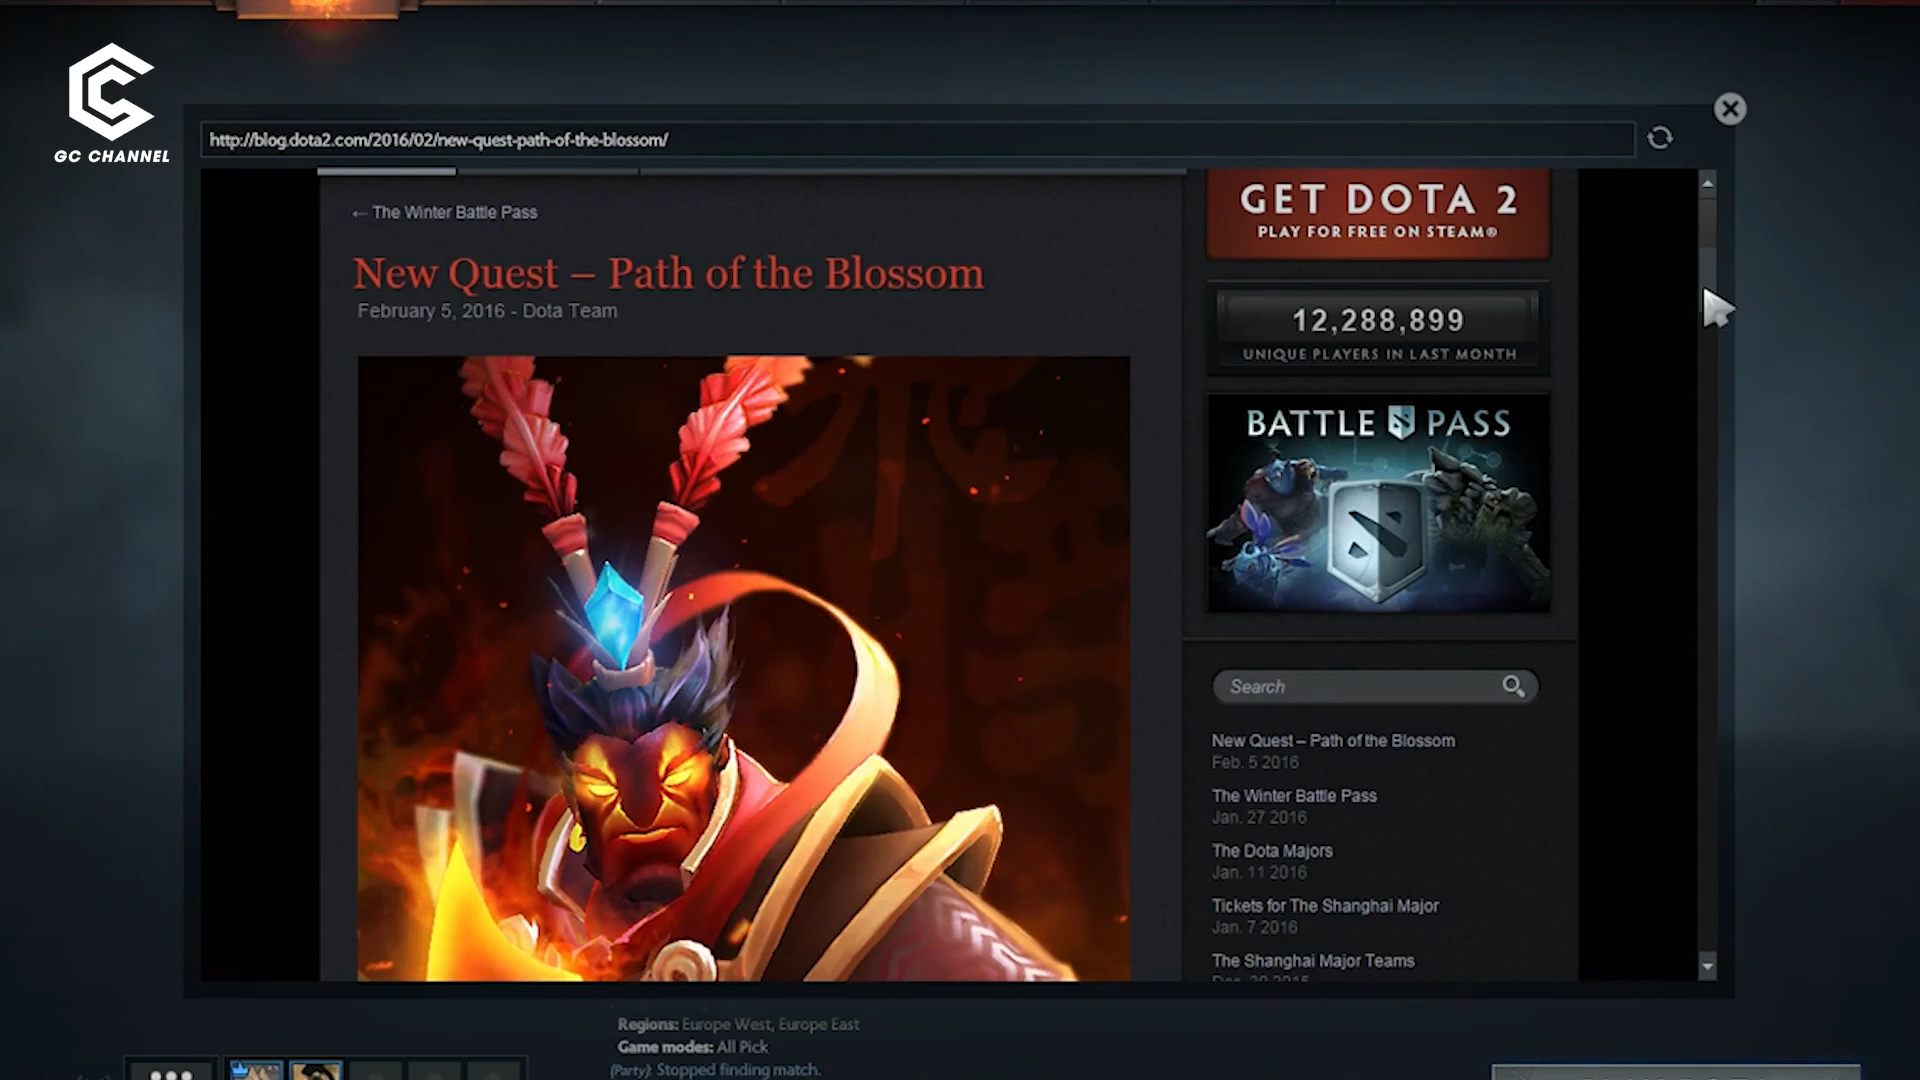 GC CHANNEL
http://blog.dota2.com/2016/02/new-quest-path-of-the-blossom/
← The Winter Battle Pass
New Quest – Path of the Blossom
February 5, 2016 - Dota Team
GET DOTA 2
PLAY FOR FREE ON STEAM®
12,288,899
UNIQUE PLAYERS IN LAST MONTH
BATTLE PASS
Search
New Quest – Path of the Blossom
Feb. 5 2016
The Winter Battle Pass
Jan. 27 2016
The Dota Majors
Jan. 11 2016
Tickets for The Shanghai Major
Jan. 7 2016
The Shanghai Major Teams
Regions: Europe West, Europe East
Game modes: All Pick
(Party): Stopped finding match.